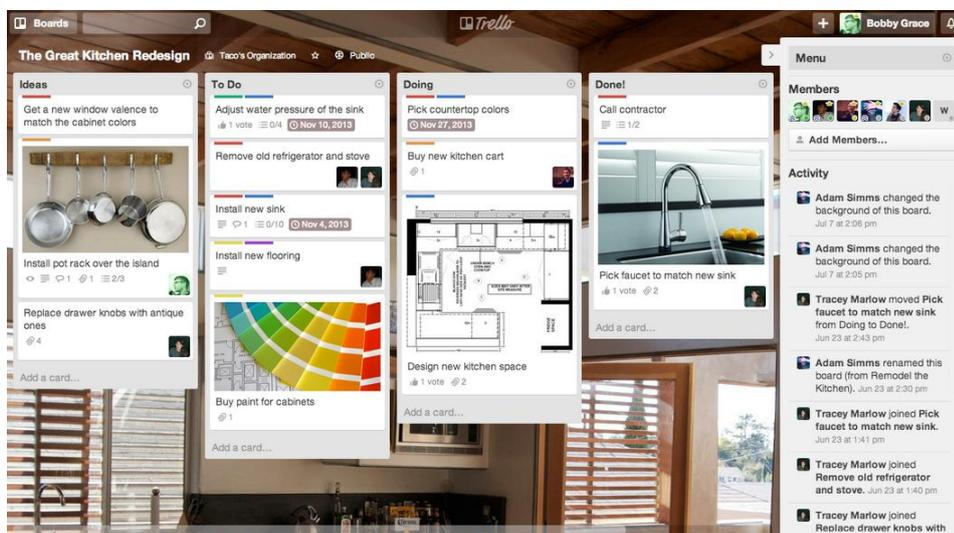 Boards
Trello
Bobby Grace
The Great Kitchen Redesign
Taco's Organization
Public
Ideas
Get a new window valence to
match the cabinet colors
Install pot rack over the island
1
1
2/3
Replace drawer knobs with antique
ones
4
Add a card...
To Do
Adjust water pressure of the sink
1 vote 0/4 Nov 10, 2013
Remove old refrigerator and stove
Install new sink
1 0/10 Nov 4, 2013
Install new flooring
Buy paint for cabinets
1
Add a card...
Doing
Pick countertop colors
Nov 27, 2013
Buy new kitchen cart
1
Design new kitchen space
1 vote 2
Add a card...
Done!
Call contractor
1/2
Pick faucet to match new sink
1 vote 2
Add a card...
Menu
Members
W
Add Members...
Activity
Adam Simms changed the
background of this board.
Jul 7 at 2:06 pm
Adam Simms changed the
background of this board.
Jul 7 at 2:05 pm
Tracey Marlow moved Pick
faucet to match new sink
from Doing to Done!.
Jun 23 at 2:43 pm
Adam Simms renamed this
board (from Remodel the
Kitchen). Jun 23 at 2:30 pm
Tracey Marlow joined Pick
faucet to match new sink.
Jun 23 at 1:41 pm
Tracey Marlow joined
Remove old refrigerator
and stove. Jun 23 at 1:40 pm
Tracey Marlow joined
Replace drawer knobs with